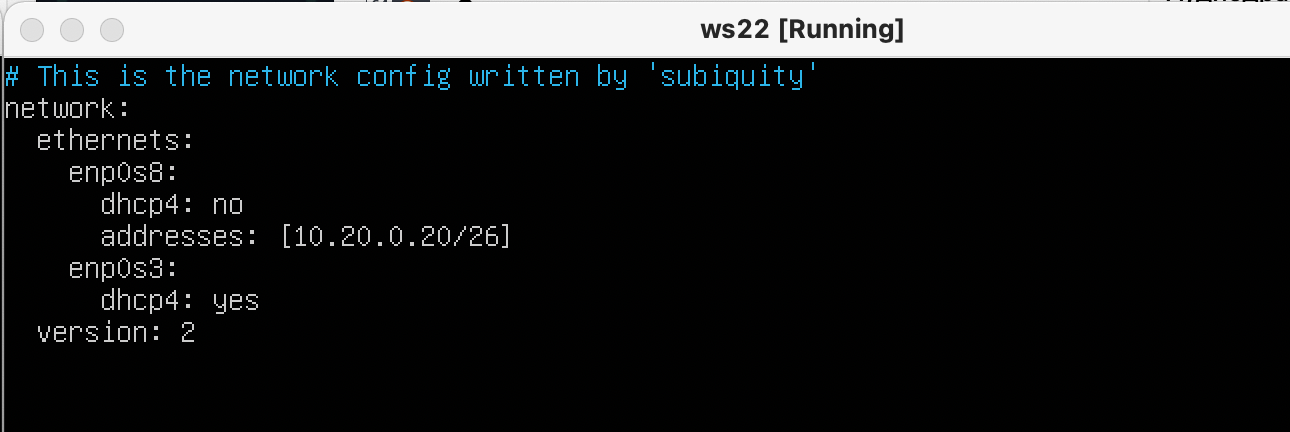 ws22 [Running]
# This is the network config written by 'subiquity'
network:
  ethernets:
    enp0s8:
      dhcp4: no
      addresses: [10.20.0.20/26]
    enp0s3:
      dhcp4: yes
  version: 2